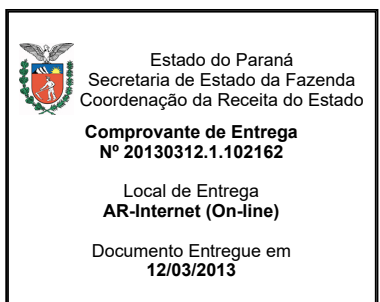 Estado do Paraná
Secretaria de Estado da Fazenda
Coordenação da Receita do Estado
Comprovante de Entrega
Nº 20130312.1.102162
Local de Entrega
AR-Internet (On-line)
Documento Entregue em
12/03/2013